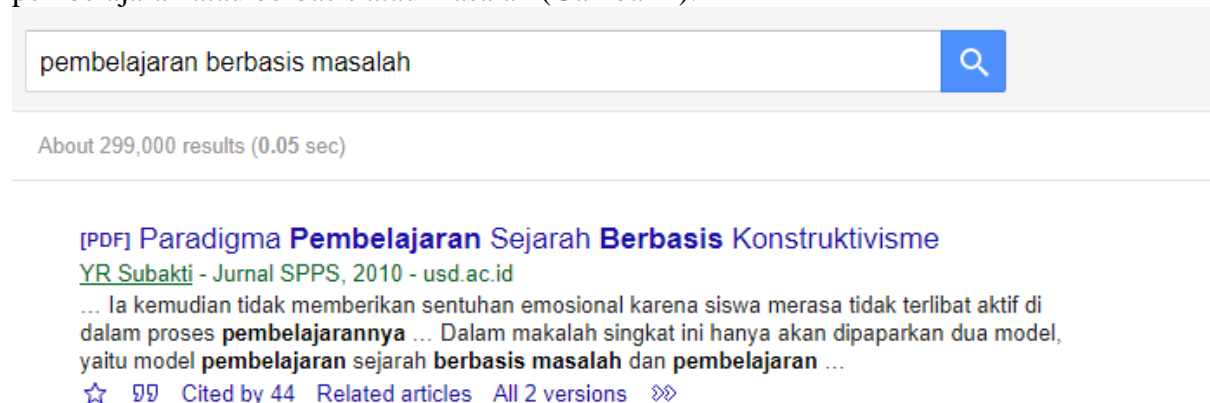 pembelajaran berbasis masalah
About 299,000 results (0.05 sec)
[PDF] Paradigma Pembelajaran Sejarah Berbasis Konstruktivisme
YR Subakti - Jurnal SPPS, 2010 - usd.ac.id
... Ia kemudian tidak memberikan sentuhan emosional karena siswa merasa tidak terlibat aktif di
dalam proses pembelajarannya ... Dalam makalah singkat ini hanya akan dipaparkan dua model,
yaitu model pembelajaran sejarah berbasis masalah dan pembelajaran ...
Cited by 44 Related articles All 2 versions